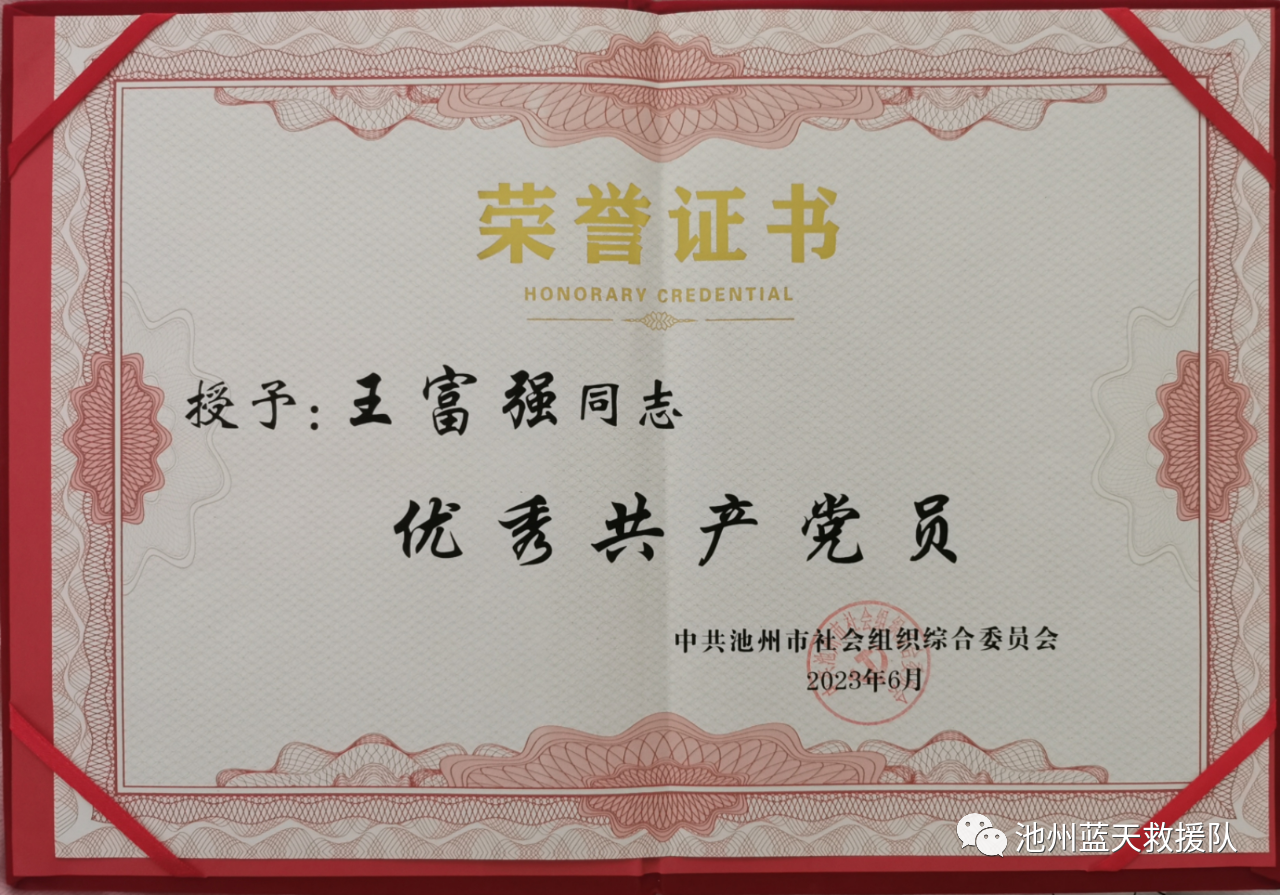 荣誉证书
HONORARY CREDENTIAL
授予：王富强同志
优秀共产党员
中共池州市社会组织综合委员会
2023年6月
池州蓝天救援队